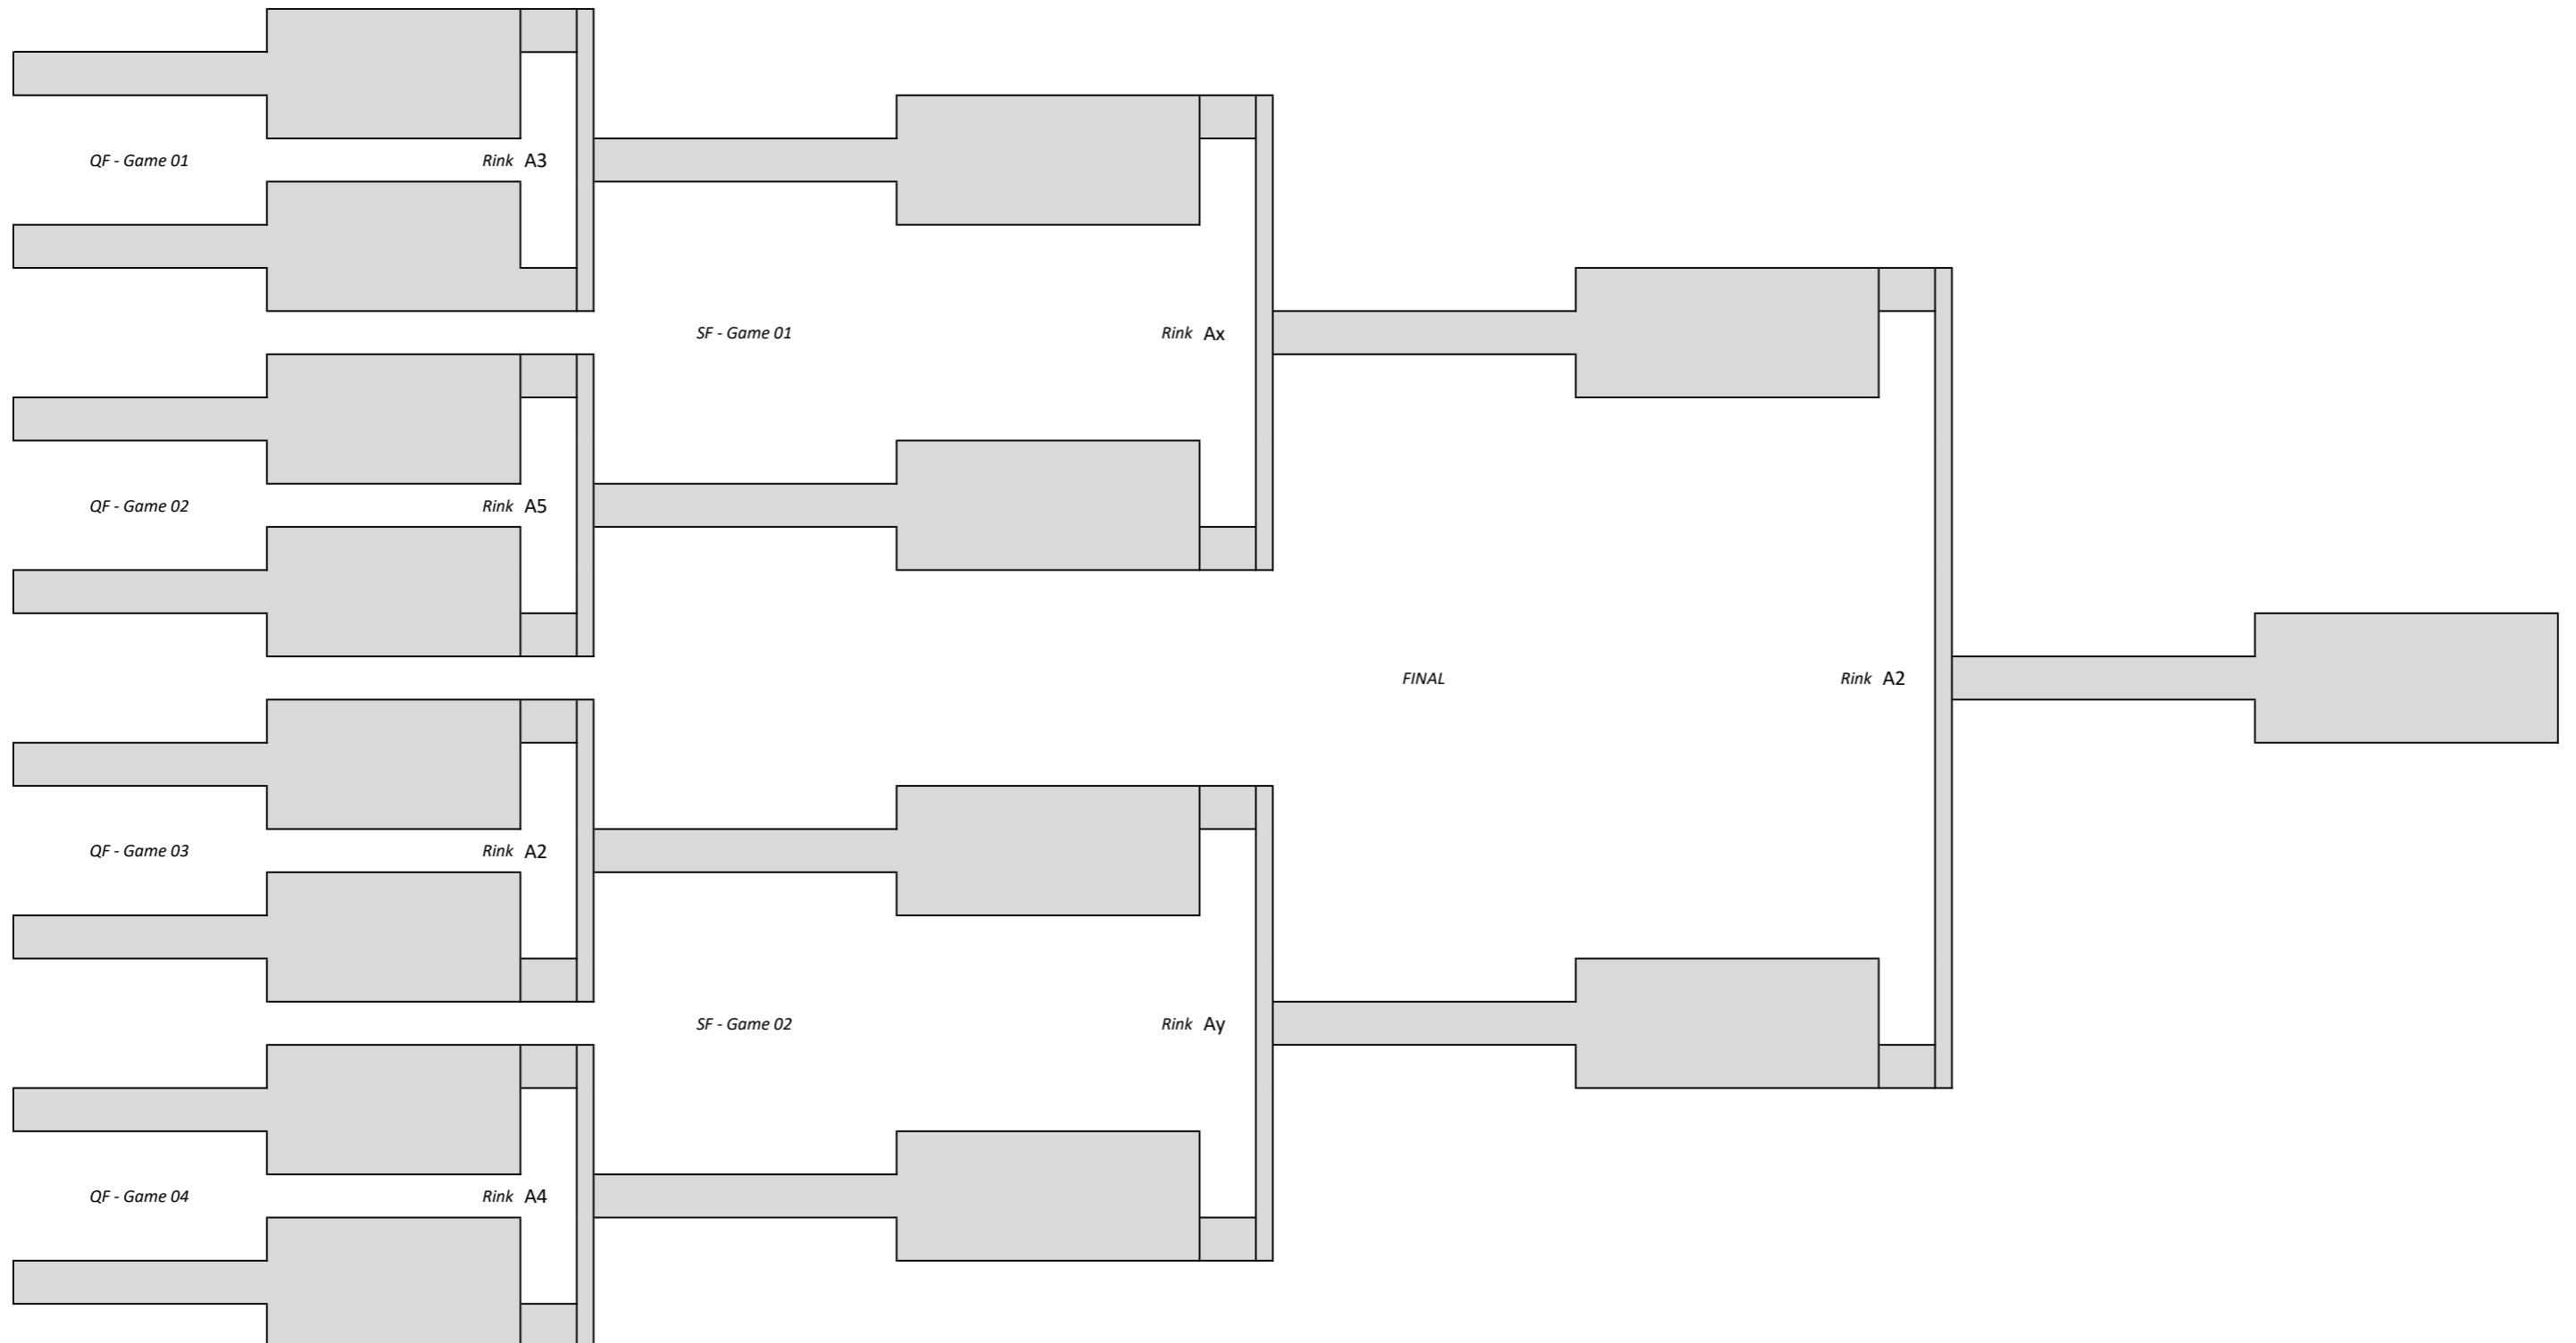 QF - Game 01 Rink A3
SF - Game 01 Rink Ax
QF - Game 02 Rink A5
FINAL Rink A2
QF - Game 03 Rink A2
SF - Game 02 Rink Ay
QF - Game 04 Rink A4